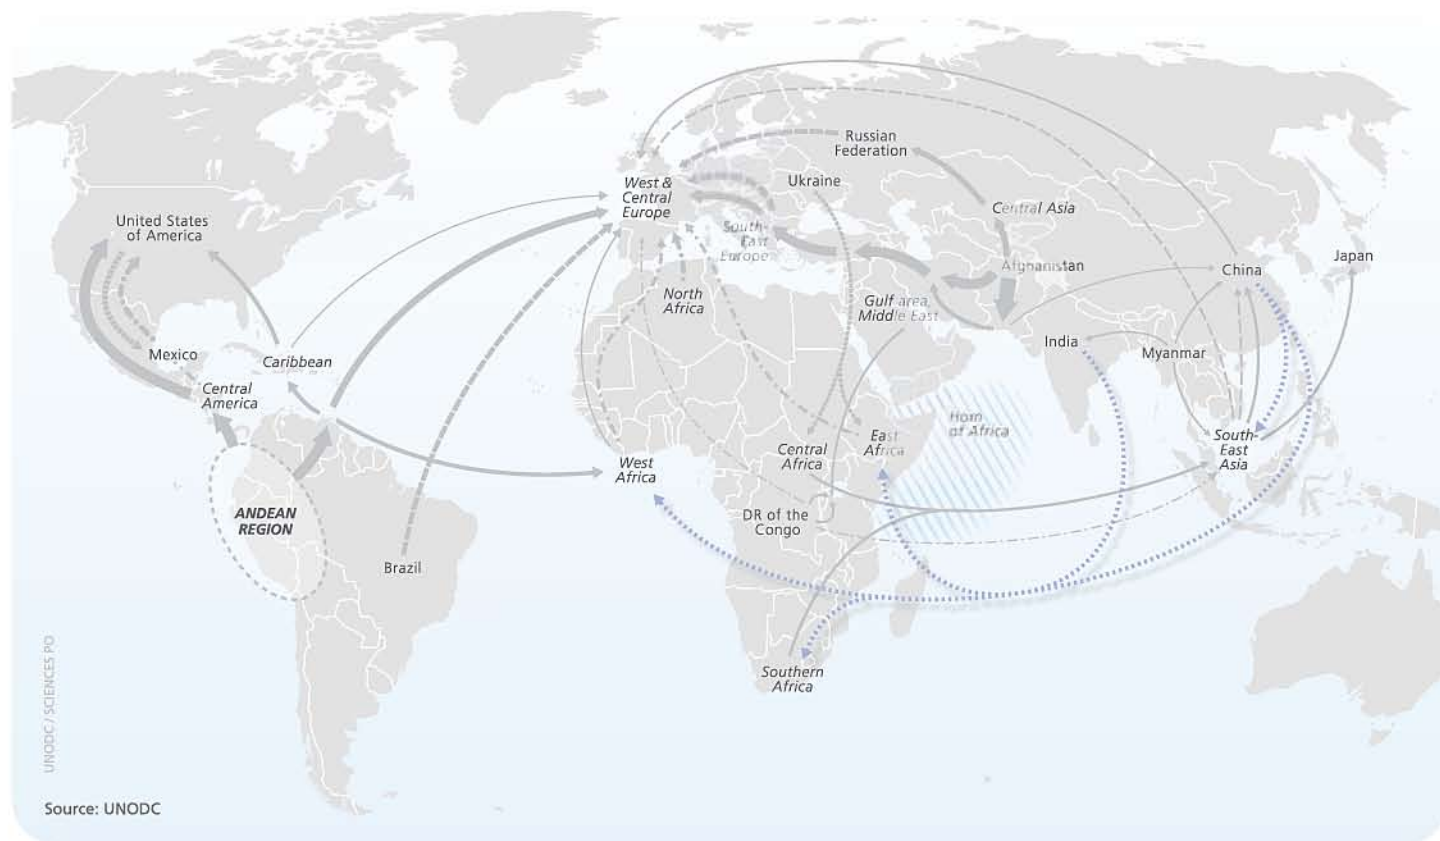 Russian
Federation
West &
Central
Europe
Ukraine
United States
of America
Central Asia
South-
East
Europe
Afghanistan
China
Japan
North
Africa
Gulf area,
Middle East
India
Myanmar
Mexico
Caribbean
Central
America
Horn
of Africa
East
Africa
Central
Africa
South-
East
Asia
West
Africa
ANDEAN
REGION
DR of the
Congo
Brazil
Southern
Africa
UNODC / SCIENCES PO
Source: UNODC